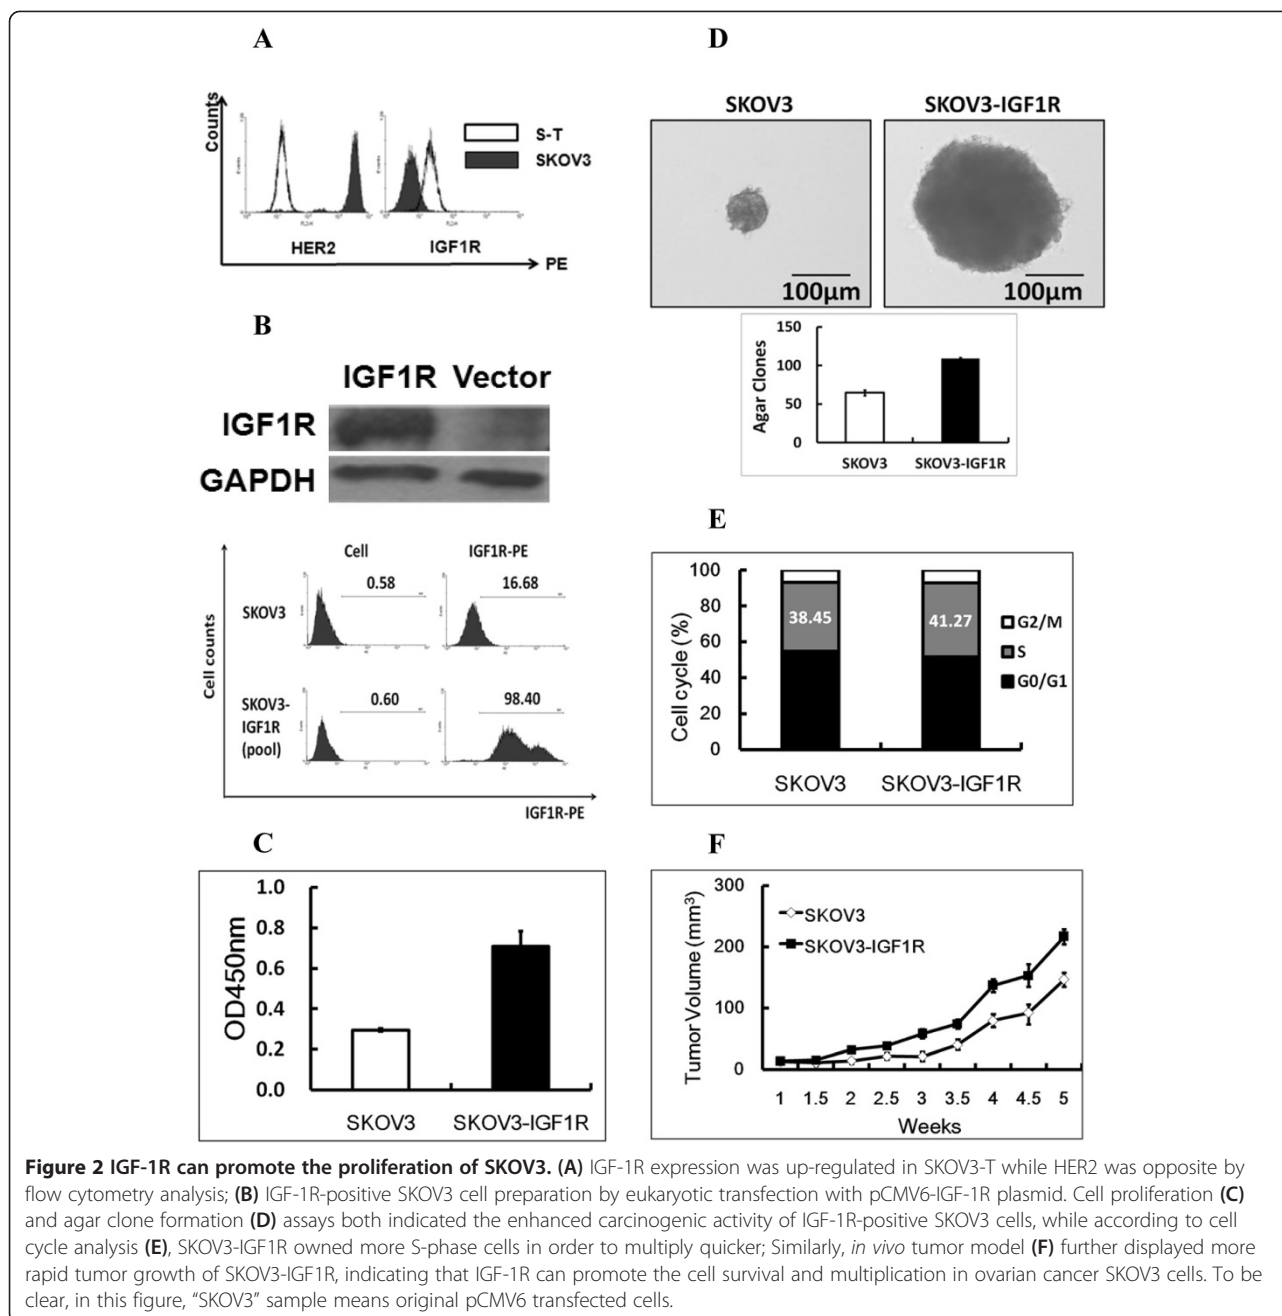 A
Counts
S-T
SKOV3
HER2
IGF1R
PE
B
IGF1R Vector
IGF1R
GAPDH
Cell
IGF1R-PE
Cell counts
SKOV3
0.58
16.68
SKOV3-
IGF1R
(pool)
0.60
98.40
IGF1R-PE
C
OD450nm
1.0
0.8
0.6
0.4
0.2
0.0
SKOV3
SKOV3-IGF1R
D
SKOV3
SKOV3-IGF1R
100μm
100μm
Agar Clones
150
100
50
0
SKOV3
SKOV3-IGF1R
E
Cell cycle (%)
100
80
60
40
20
0
38.45
41.27
G2/M
S
G0/G1
SKOV3
SKOV3-IGF1R
F
Tumor Volume (mm³)
300
200
100
0
SKOV3
SKOV3-IGF1R
1 1.5 2 2.5 3 3.5 4 4.5 5
Weeks
Figure 2 IGF-1R can promote the proliferation of SKOV3. (A) IGF-1R expression was up-regulated in SKOV3-T while HER2 was opposite by
flow cytometry analysis; (B) IGF-1R-positive SKOV3 cell preparation by eukaryotic transfection with pCMV6-IGF-1R plasmid. Cell proliferation (C)
and agar clone formation (D) assays both indicated the enhanced carcinogenic activity of IGF-1R-positive SKOV3 cells, while according to cell
cycle analysis (E), SKOV3-IGF1R owned more S-phase cells in order to multiply quicker; Similarly, in vivo tumor model (F) further displayed more
rapid tumor growth of SKOV3-IGF1R, indicating that IGF-1R can promote the cell survival and multiplication in ovarian cancer SKOV3 cells. To be
clear, in this figure, “SKOV3” sample means original pCMV6 transfected cells.